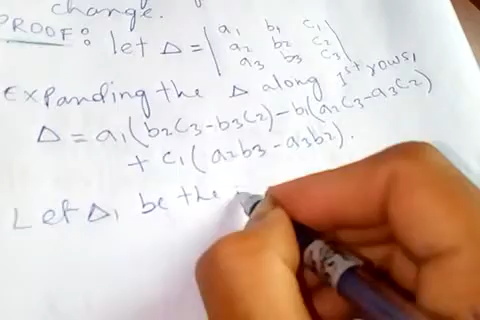 change.
PROOF: let Δ = | a1 b1 c1 |
a2 b2 c2
a3 b3 c3
Expanding the Δ along 1st rows,
Δ = a1(b2c3-b3c2)-b1(a2c3-a3c2)
+ c1(a2b3-a3b2).
Let Δ1 be the